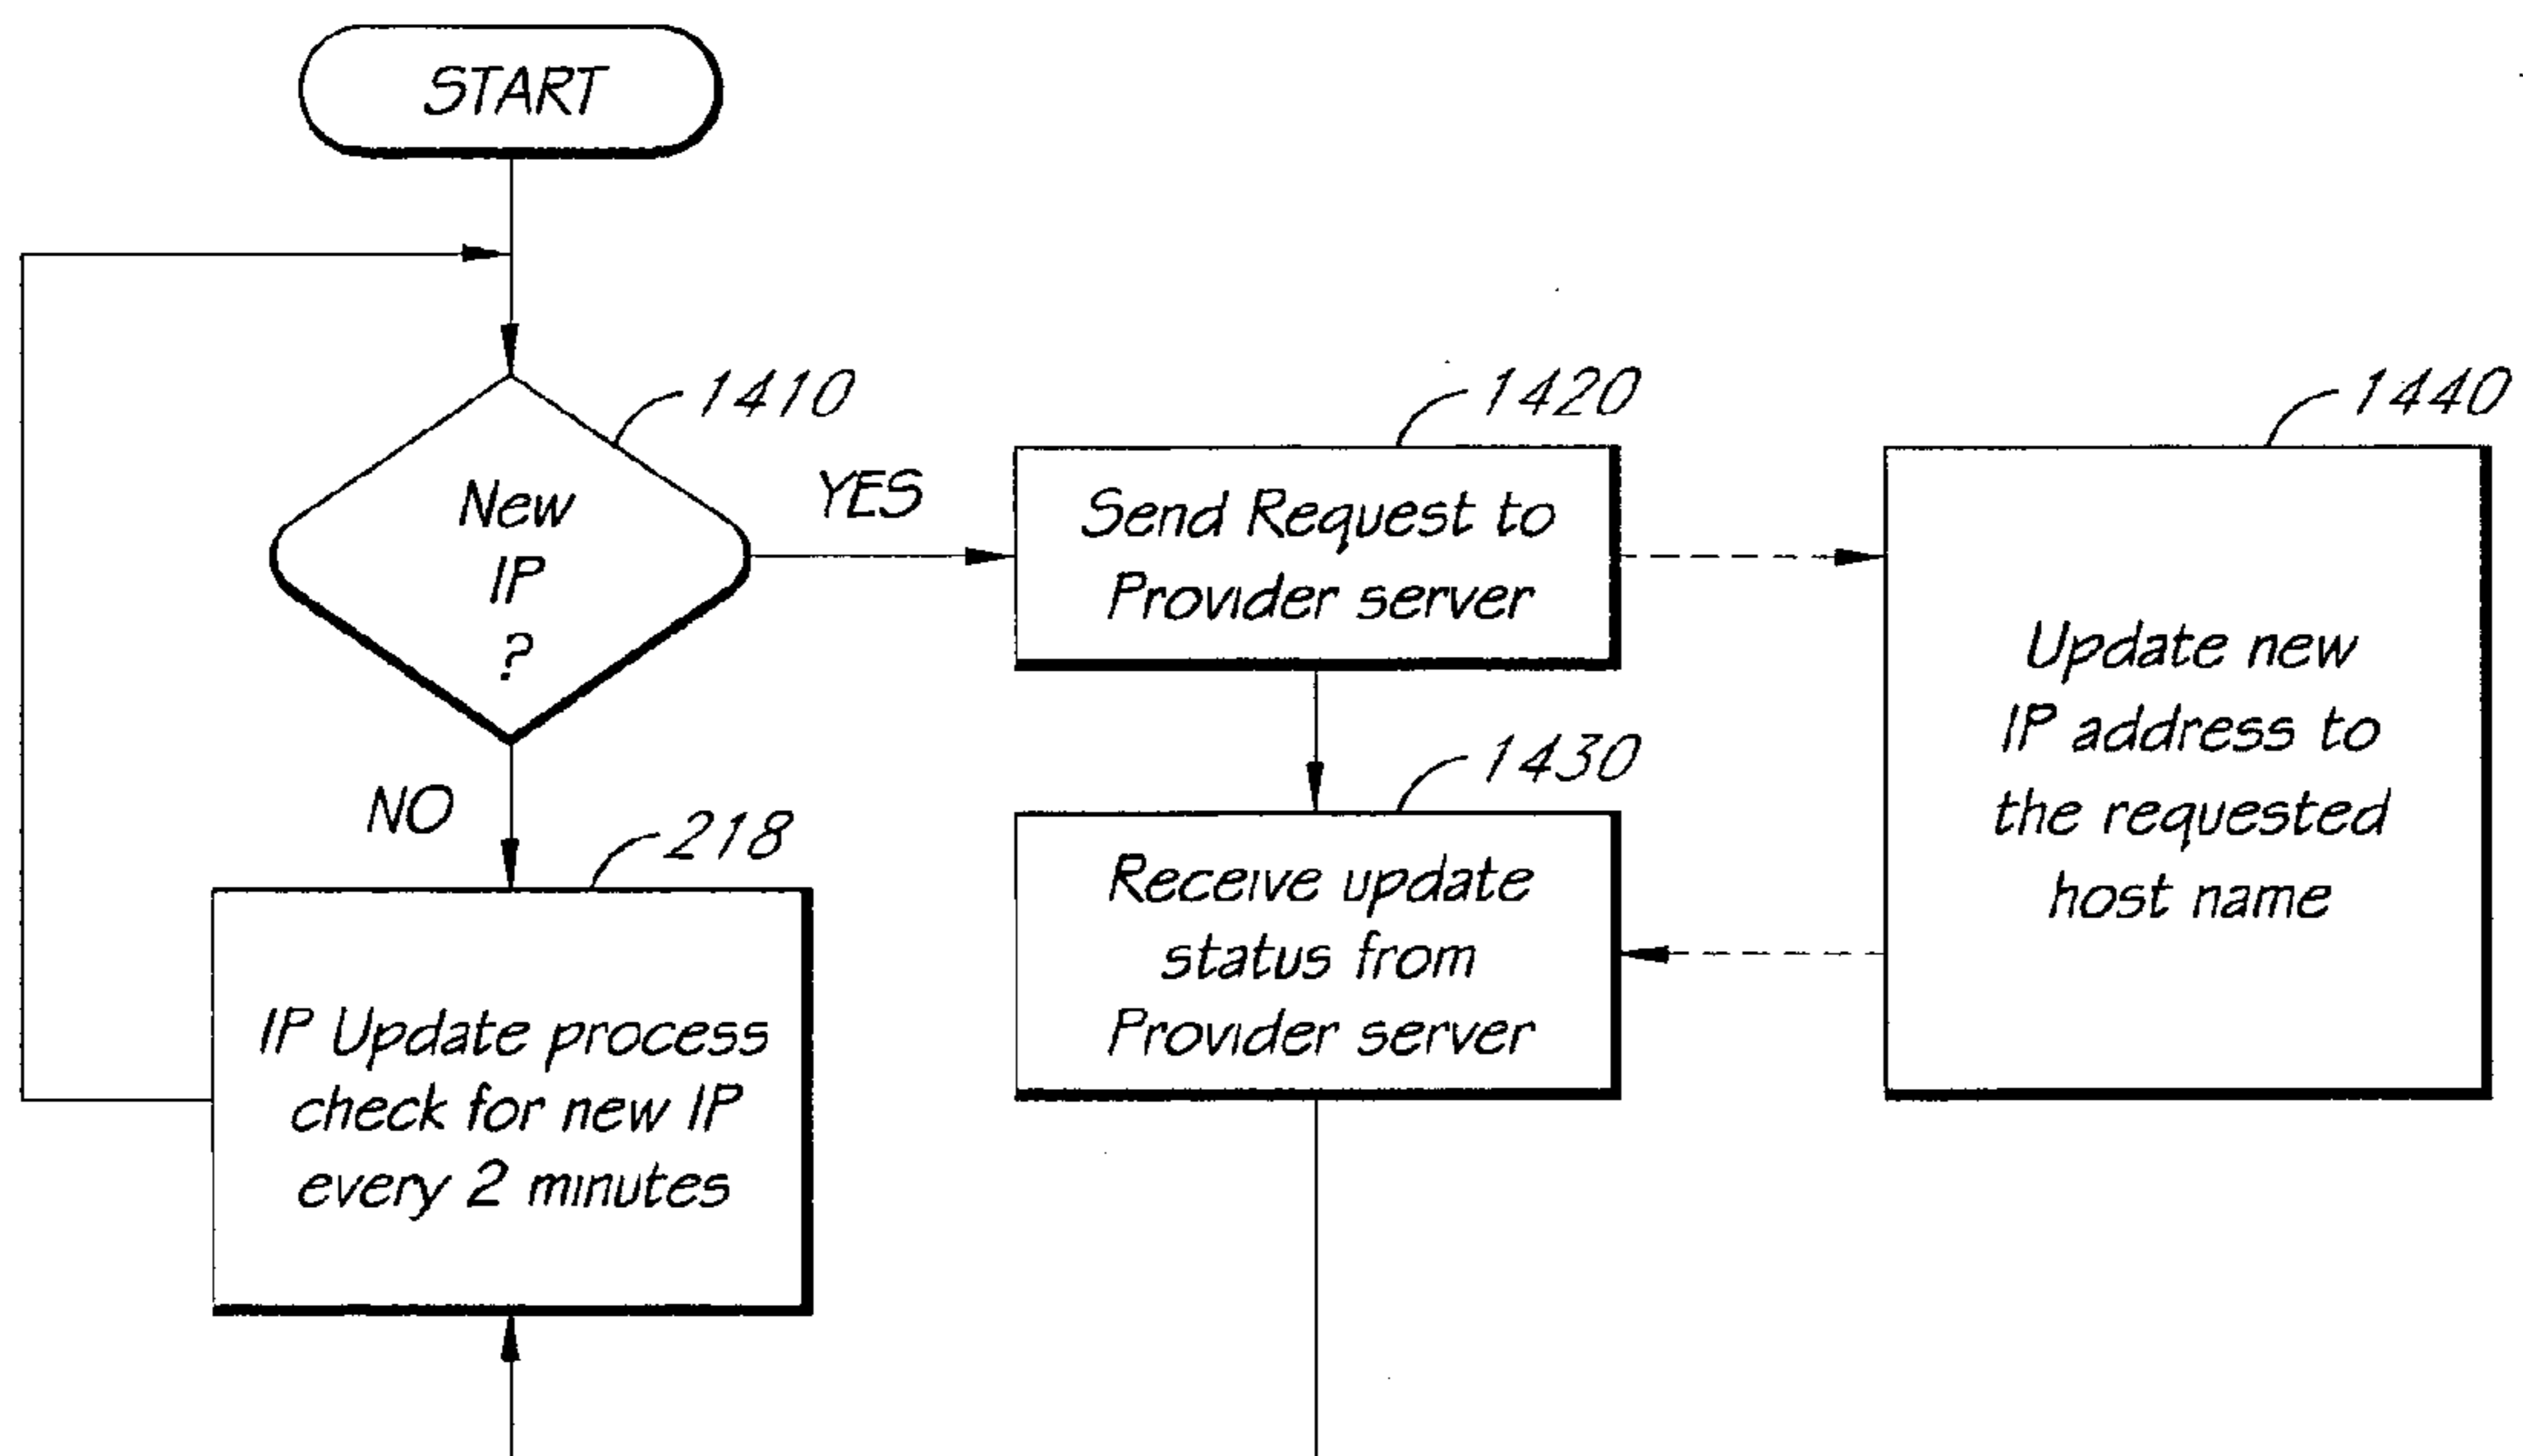 START
1410
New
IP
?
YES
NO
1420
Send Request to
Provider server
1440
Update new
IP address to
the requested
host name
1430
Receive update
status from
Provider server
218
IP Update process
check for new IP
every 2 minutes